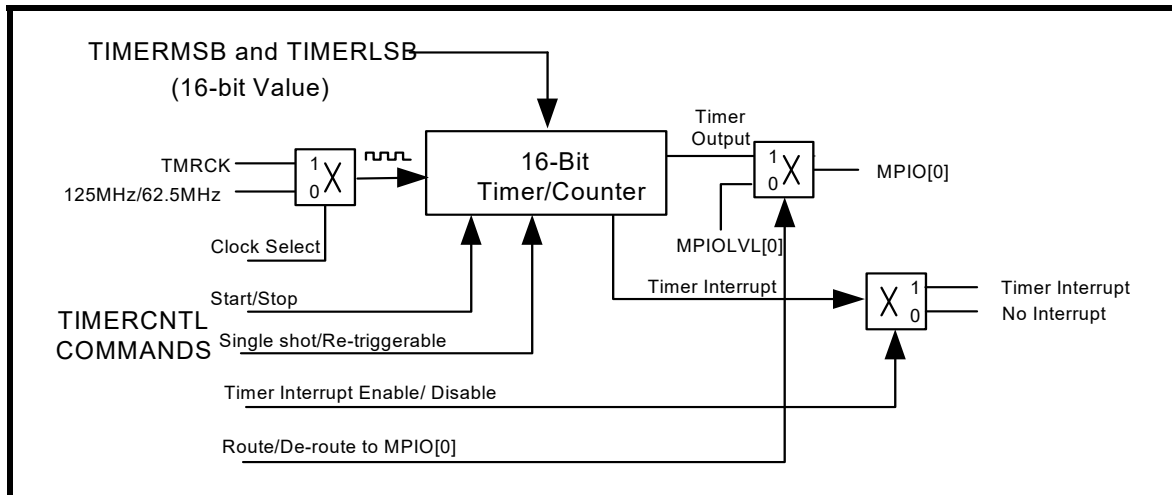 TIMERMSB and TIMERLSB
(16-bit Value)
Timer
Output
16-Bit
Timer/Counter
TMRCK
125MHz/62.5MHz
1
0
X
1
0
X
MPIO[0]
Clock Select
MPIOLVL[0]
Start/Stop
Timer Interrupt
X
1
0
Timer Interrupt
No Interrupt
TIMERCNTL
COMMANDS
Single shot/Re-triggerable
Timer Interrupt Enable/ Disable
Route/De-route to MPIO[0]